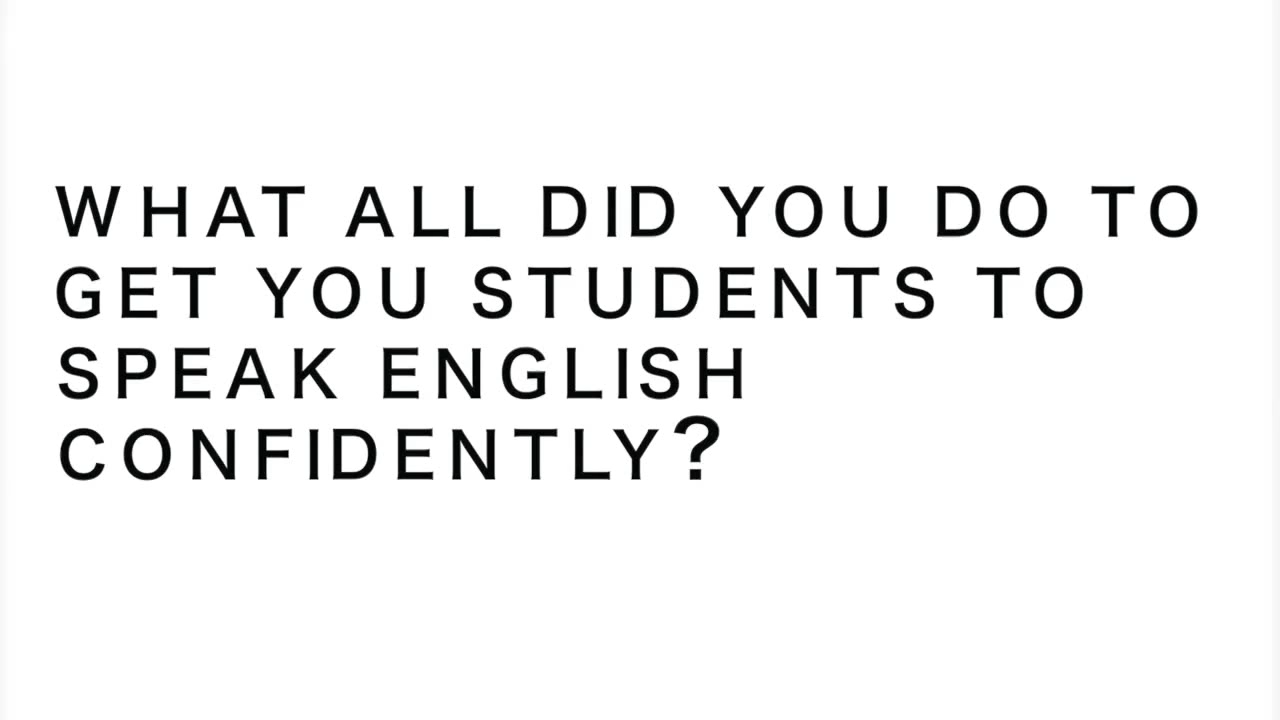 WHAT ALL DID YOU DO TO
GET YOU STUDENTS TO
SPEAK ENGLISH
CONFIDENTLY?